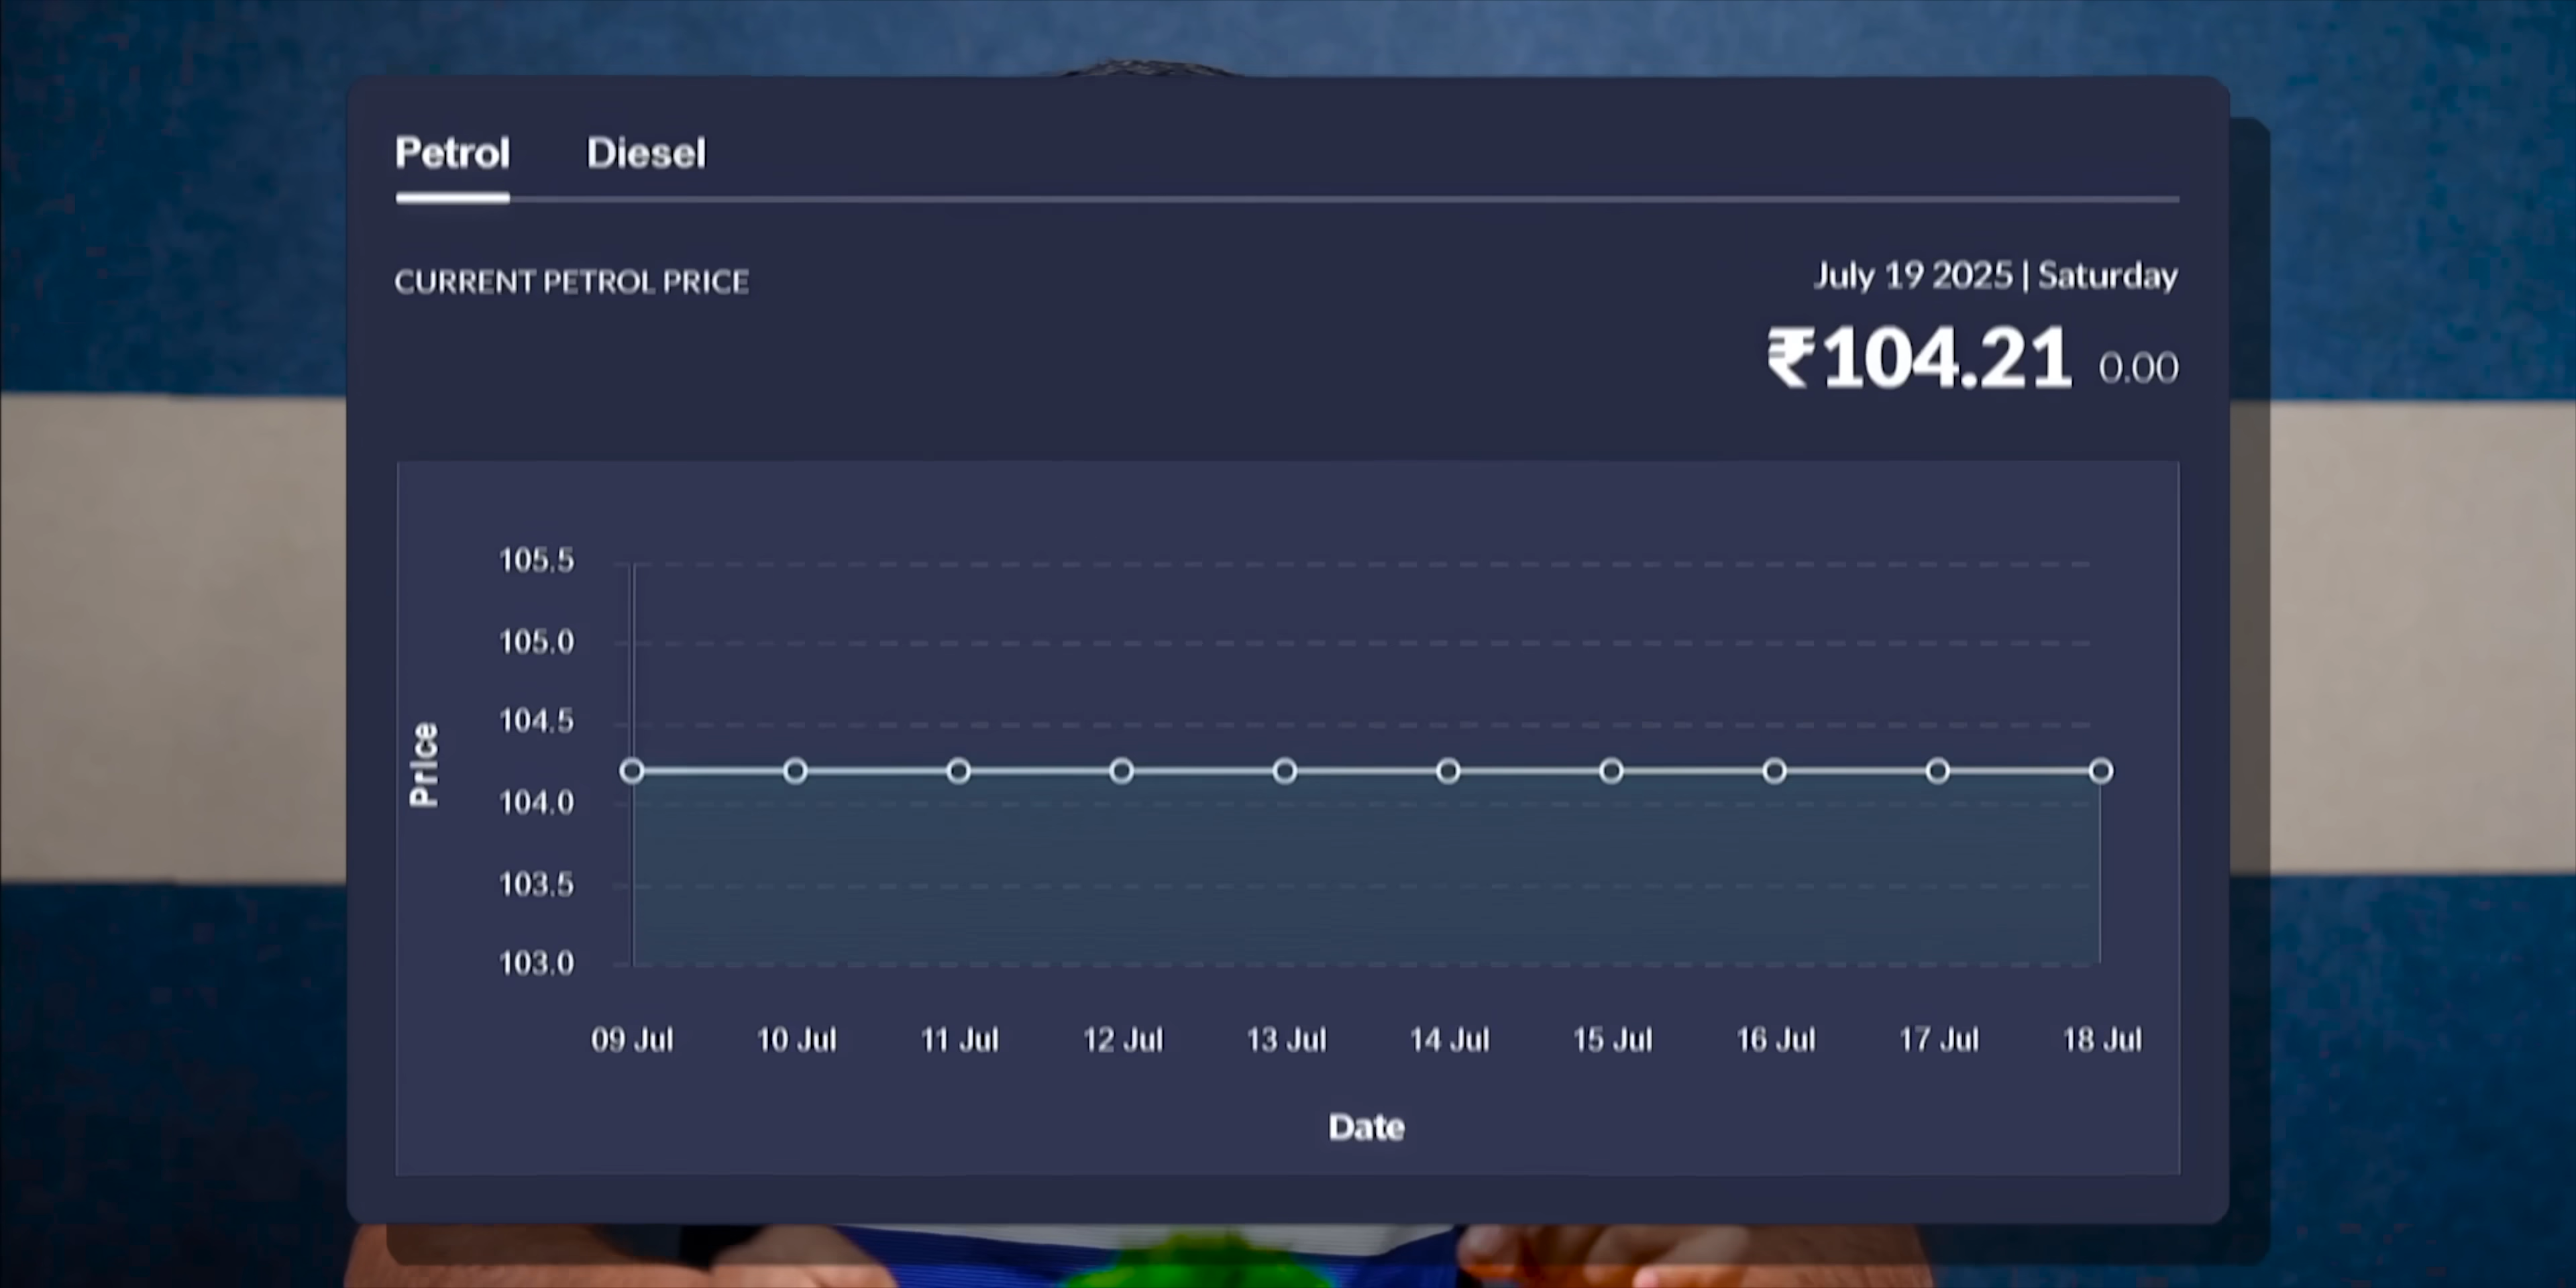 Petrol Diesel
CURRENT PETROL PRICE
July 19 2025 | Saturday
₹104.21 0.00
105.5
105.0
104.5
104.0
103.5
103.0
Price
09 Jul 10 Jul 11 Jul 12 Jul 13 Jul 14 Jul 15 Jul 16 Jul 17 Jul 18 Jul
Date